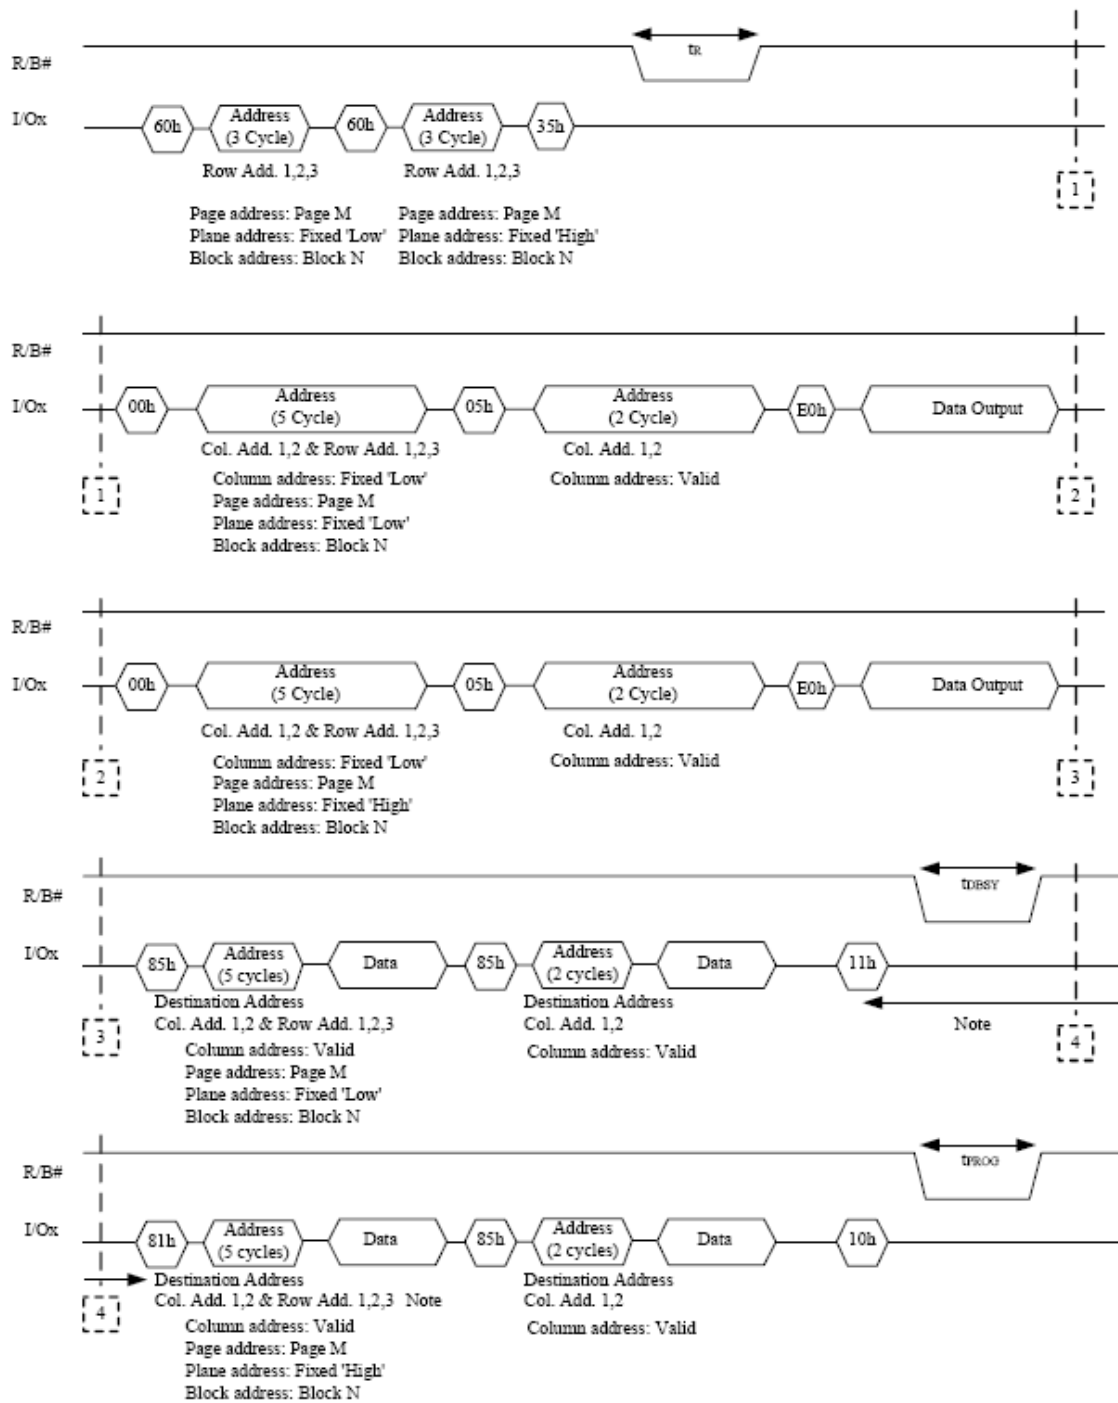 tR
R/B#
I/Ox
60h
Address
(3 Cycle)
60h
Address
(3 Cycle)
35h
Row Add. 1,2,3
Row Add. 1,2,3
Page address: Page M
Plane address: Fixed 'Low'
Block address: Block N
Page address: Page M
Plane address: Fixed 'High'
Block address: Block N
1
R/B#
I/Ox
00h
Address
(5 Cycle)
05h
Address
(2 Cycle)
E0h
Data Output
Col. Add. 1,2 & Row Add. 1,2,3
Col. Add. 1,2
Column address: Fixed 'Low'
Page address: Page M
Plane address: Fixed 'Low'
Block address: Block N
Column address: Valid
1
2
R/B#
I/Ox
00h
Address
(5 Cycle)
05h
Address
(2 Cycle)
E0h
Data Output
Col. Add. 1,2 & Row Add. 1,2,3
Col. Add. 1,2
Column address: Fixed 'Low'
Page address: Page M
Plane address: Fixed 'High'
Block address: Block N
Column address: Valid
2
3
tDBSY
R/B#
I/Ox
85h
Address
(5 cycles)
Data
85h
Address
(2 cycles)
Data
11h
Destination Address
Col. Add. 1,2 & Row Add. 1,2,3
Column address: Valid
Page address: Page M
Plane address: Fixed 'Low'
Block address: Block N
Destination Address
Col. Add. 1,2
Column address: Valid
Note
3
4
tPROG
R/B#
I/Ox
81h
Address
(5 cycles)
Data
85h
Address
(2 cycles)
Data
10h
Destination Address
Col. Add. 1,2 & Row Add. 1,2,3 Note
Column address: Valid
Page address: Page M
Plane address: Fixed 'High'
Block address: Block N
Destination Address
Col. Add. 1,2
Column address: Valid
4